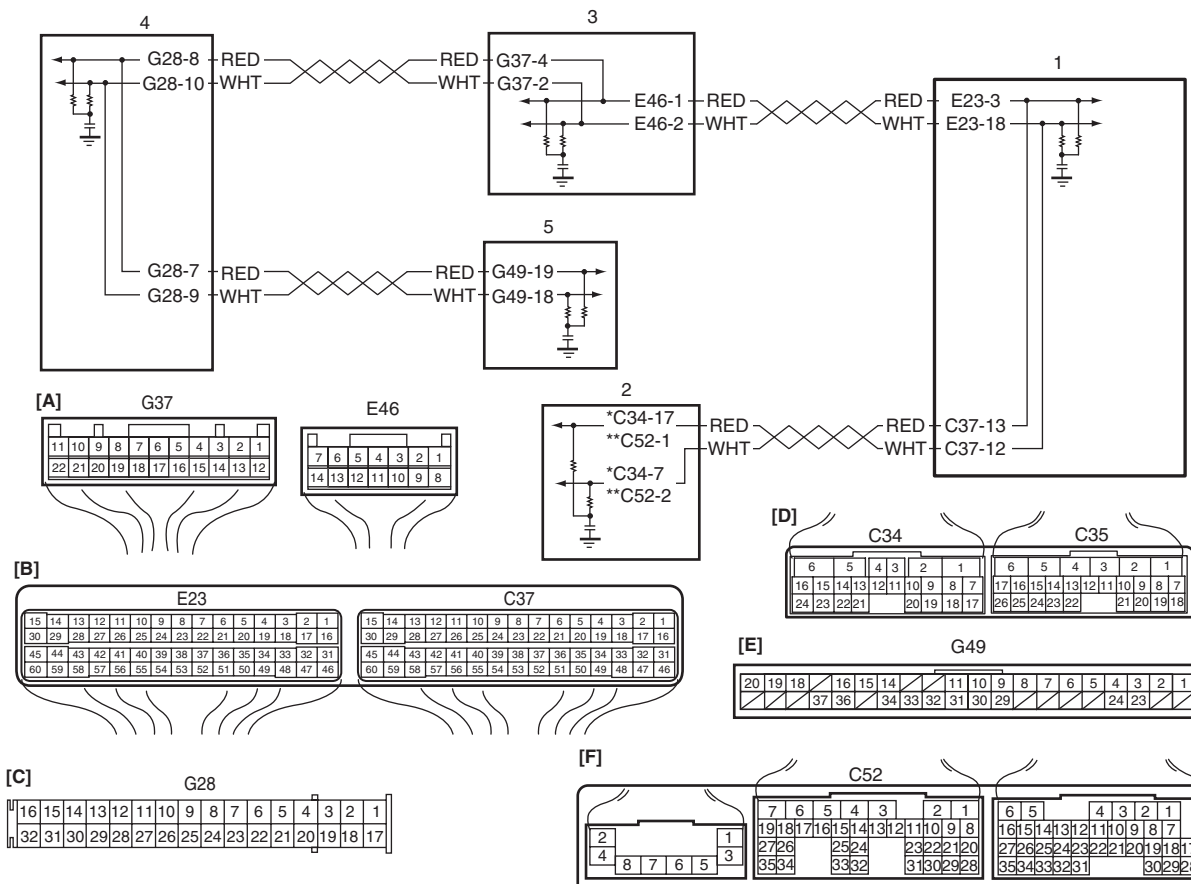 4
3
1
G28-8 RED RED G37-4
G28-10 WHT WHT G37-2
E46-1 RED RED E23-3
E46-2 WHT WHT E23-18
5
G28-7 RED RED G49-19
G28-9 WHT WHT G49-18
2
*C34-17 RED RED C37-13
**C52-1 WHT WHT C37-12
*C34-7
**C52-2
[A] G37 E46
11 10 9 8 7 6 5 4 3 2 1
22 21 20 19 18 17 16 15 14 13 12
7 6 5 4 3 2 1
14 13 12 11 10 9 8
[D] C34 C35
6 5 4 3 2 1
16 15 14 13 12 11 10 9 8 7
24 23 22 21 20 19 18 17
6 5 4 3 2 1
17 16 15 14 13 12 11 10 9 8 7
26 25 24 23 22 21 20 19 18
[B] E23 C37
15 14 13 12 11 10 9 8 7 6 5 4 3 2 1
30 29 28 27 26 25 24 23 22 21 20 19 18 17 16
45 44 43 42 41 40 39 38 37 36 35 34 33 32 31
60 59 58 57 56 55 54 53 52 51 50 49 48 47 46
15 14 13 12 11 10 9 8 7 6 5 4 3 2 1
30 29 28 27 26 25 24 23 22 21 20 19 18 17 16
45 44 43 42 41 40 39 38 37 36 35 34 33 32 31
60 59 58 57 56 55 54 53 52 51 50 49 48 47 46
[E] G49
20 19 18 16 15 14 11 10 9 8 7 6 5 4 3 2 1
37 36 34 33 32 31 30 29 24 23
[C] G28
16 15 14 13 12 11 10 9 8 7 6 5 4 3 2 1
32 31 30 29 28 27 26 25 24 23 22 21 20 19 18 17
[F] C52
2 1
4 8 7 6 5 3
7 6 5 4 3 2 1
19 18 17 16 15 14 13 12 11 10 9 8
27 26 25 24 23 22 21 20
35 34 33 32 31 30 29 28
6 5 4 3 2 1
16 15 14 13 12 11 10 9 8 7
27 26 25 24 23 22 21 20 19 18 17
35 34 33 32 31 30 29 28